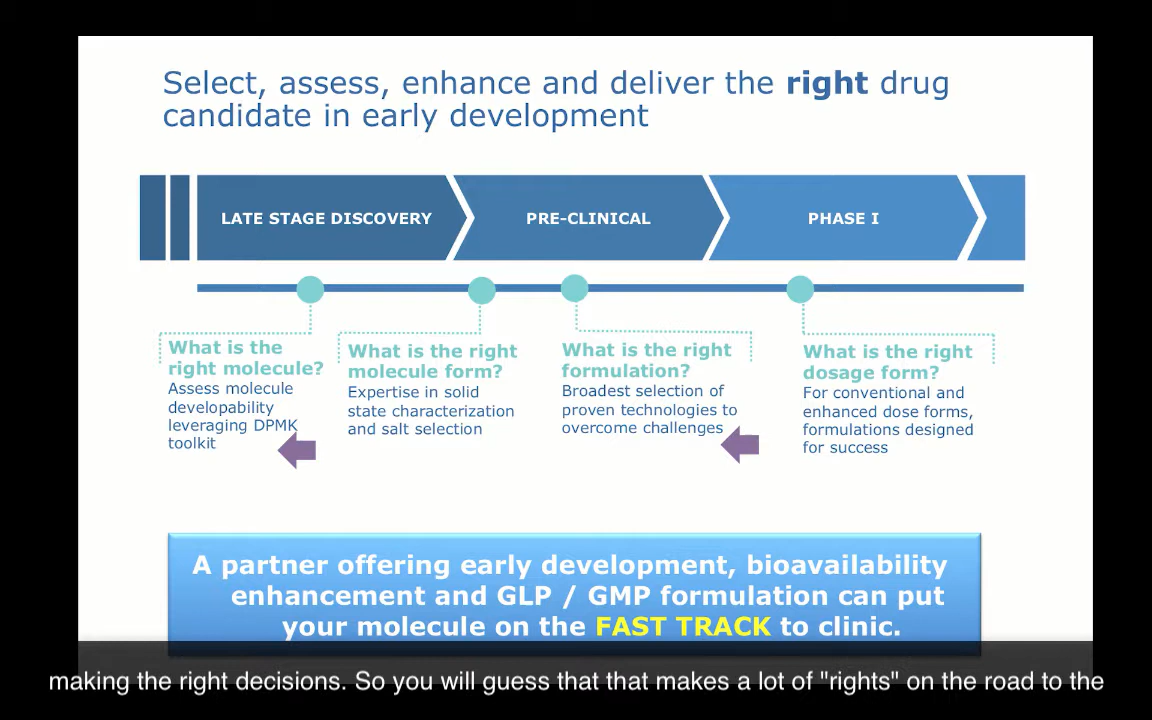 Select, assess, enhance and deliver the right drug
candidate in early development
LATE STAGE DISCOVERY
PRE-CLINICAL
PHASE I
What is the
right molecule?
Assess molecule
developability
leveraging DPMK
toolkit
What is the right
molecule form?
Expertise in solid
state characterization
and salt selection
What is the right
formulation?
Broadest selection of
proven technologies to
overcome challenges
What is the right
dosage form?
For conventional and
enhanced dose forms,
formulations designed
for success
A partner offering early development, bioavailability
enhancement and GLP / GMP formulation can put
your molecule on the FAST TRACK to clinic.
making the right decisions. So you will guess that that makes a lot of "rights" on the road to the